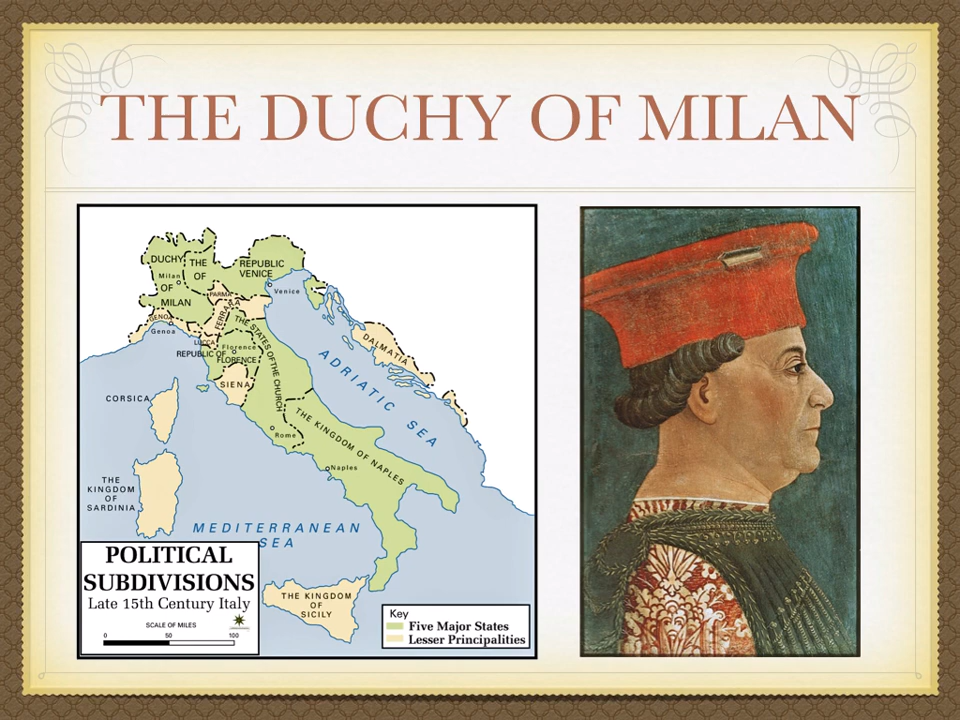 THE DUCHY OF MILAN
DUCHY
THE
REPUBLIC
Milan
OF
VENICE
OF
MILAN
Venice
PARMA
FERRARA
GENOA
Genoa
LUCCA
THE STATES OF THE CHURCH
Florence
REPUBLIC OF
FLORENCE
SIENA
DALMATIA
ADRIATIC SEA
CORSICA
Rome
THE KINGDOM OF NAPLES
Naples
THE
KINGDOM
OF
SARDINIA
MEDITERRANEAN
SEA
POLITICAL
SUBDIVISIONS
Late 15th Century Italy
SCALE OF MILES
0 50 100
THE KINGDOM
OF
SICILY
Key
Five Major States
Lesser Principalities